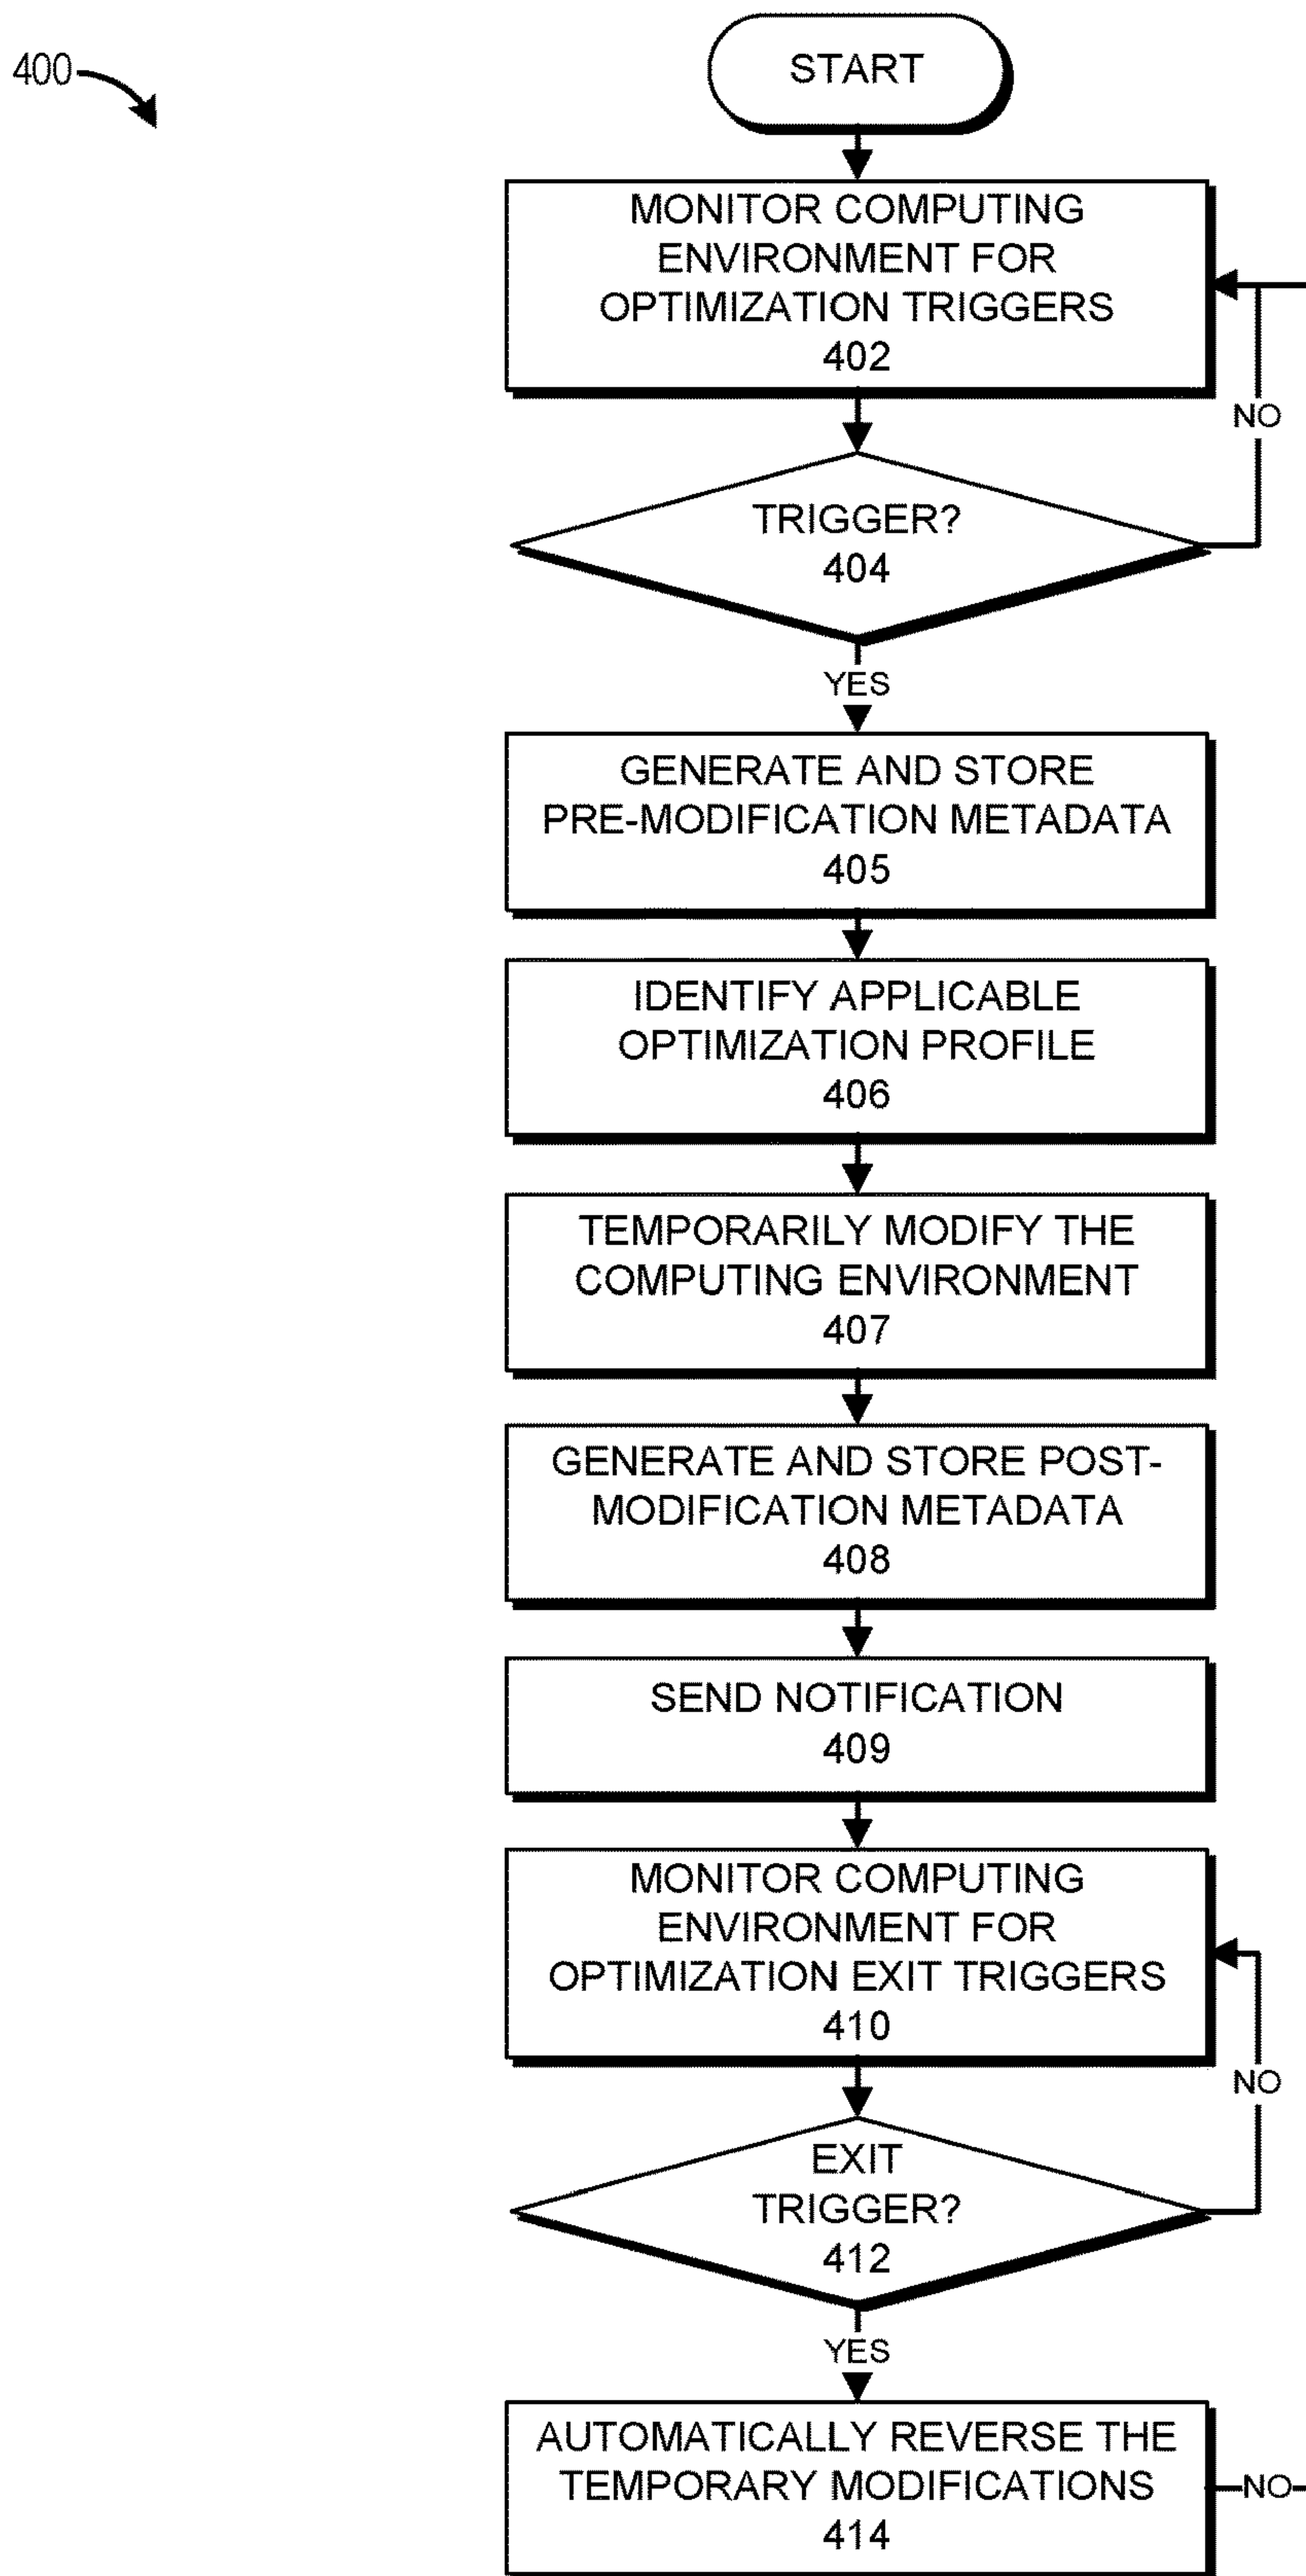 400
START
MONITOR COMPUTING
ENVIRONMENT FOR
OPTIMIZATION TRIGGERS
402
NO
TRIGGER?
404
YES
GENERATE AND STORE
PRE-MODIFICATION METADATA
405
IDENTIFY APPLICABLE
OPTIMIZATION PROFILE
406
TEMPORARILY MODIFY THE
COMPUTING ENVIRONMENT
407
GENERATE AND STORE POST-
MODIFICATION METADATA
408
SEND NOTIFICATION
409
MONITOR COMPUTING
ENVIRONMENT FOR
OPTIMIZATION EXIT TRIGGERS
410
NO
EXIT
TRIGGER?
412
YES
AUTOMATICALLY REVERSE THE
TEMPORARY MODIFICATIONS
414
NO